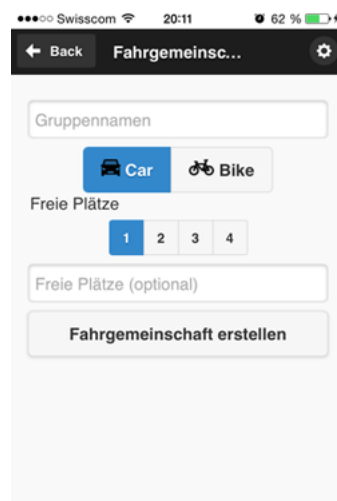 Swisscom 20:11 62 %
Back Fahrgemeinsc...
Gruppennamen
Car Bike
Freie Plätze
1 2 3 4
Freie Plätze (optional)
Fahrgemeinschaft erstellen